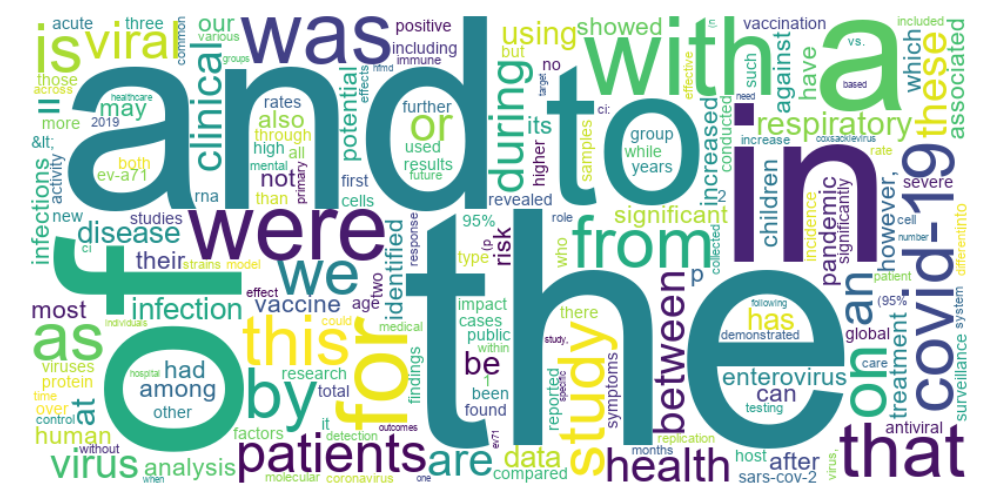 acute
three
common
our
various
groups
was
positive
including
immune
using
but
showed
no
target
with
vaccination
such
a
vs.
included
which
these
associated
is
viral
those
across
healthcare
effects
hfmd
and
clinical
potential
further
used
results
future
or
during
its
higher
to
ci:
samples
group
while
years
increased
conducted
need
effective
against
have
respiratory
increase
coxsackievirus
based
rate
ll
may
more
2019
&lt;
activity
both
ev-a71
rates
also
through
high
all
mental
than
primary
not
rna
first
cells
revealed
2
in
children
incidence
pandemic
significantly
however,
covid-19
severe
cell
number
differentinto
infections
new
studies
disease
their
strains
model
were
we
response
identified
95%
type
(p
risk
role
who
from
significant
collected
p
an
patient
of
ci
most
infection
effect
vaccine
age
two
the
impact
cases
public
within
1
there
study,
following
demonstrated
has
on
(95%
global
treatment
care
surveillance
system
as
individuals
viruses
protein
time
over
control
at
had
among
hospital
other
by
this
could
research
total
for
medical
findings
be
been
found
reported
specific
study
symptoms
between
enterovirus
can
testing
antiviral
human
without
virus
when
analysis
factors
it
detection
molecular
coronavirus
patients
outcomes
one
are
ev71
data
compared
replication
months
health
host
after
sars-cov-2
virus,
that